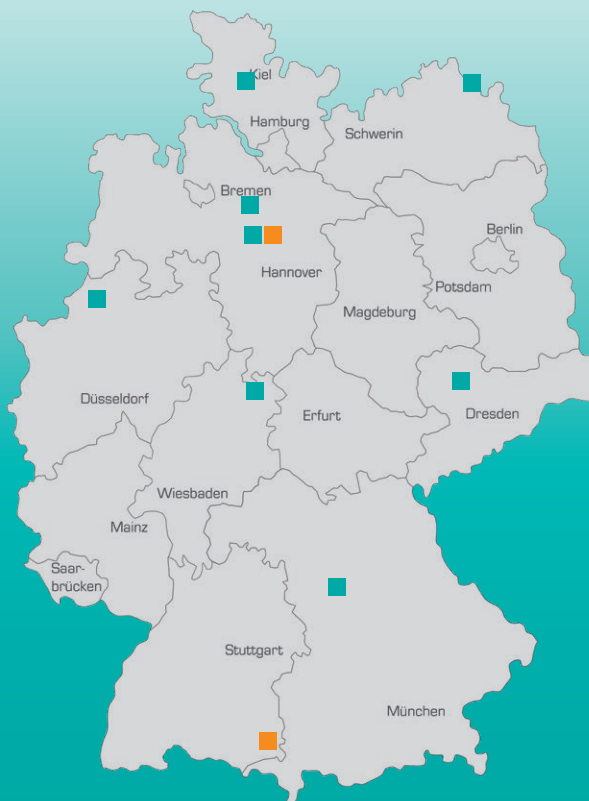 Kiel
Hamburg
Schwerin
Bremen
Berlin
Hannover
Potsdam
Magdeburg
Düsseldorf
Erfurt
Dresden
Wiesbaden
Mainz
Saar-
brücken
Stuttgart
München